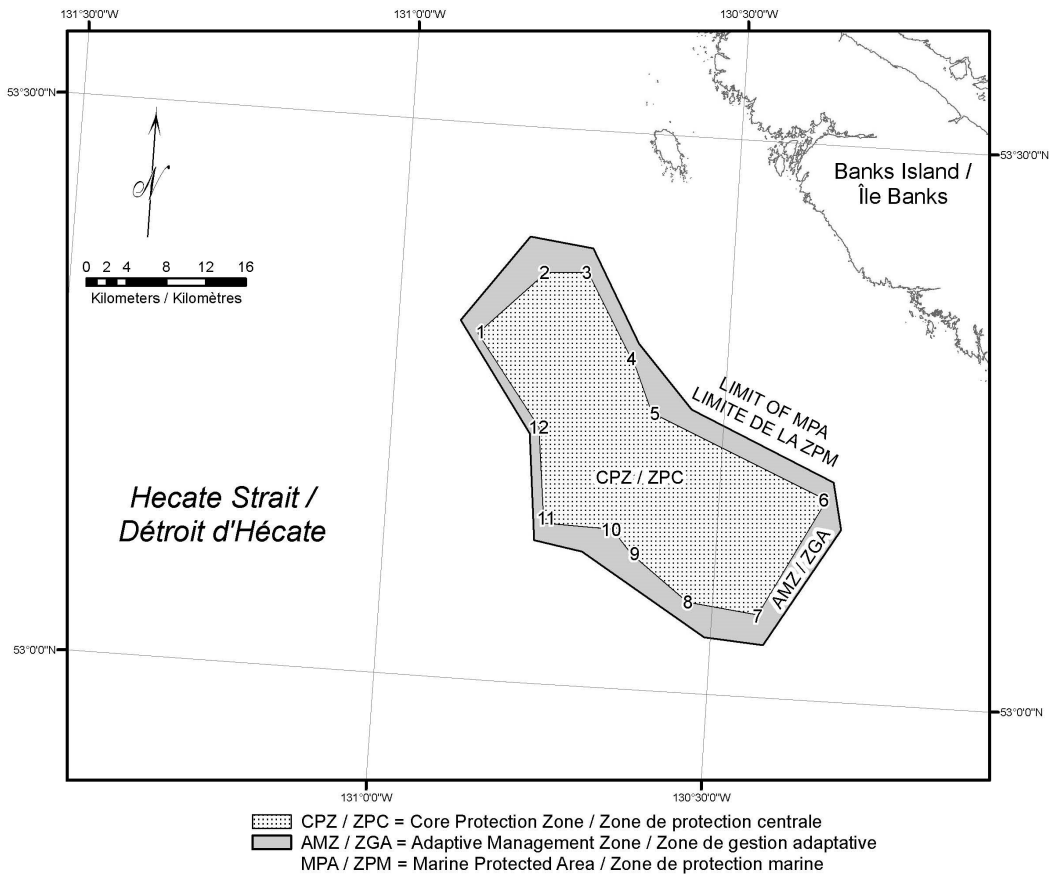 131°30'0"W
131°0'0"W
130°30'0"W
53°30'0"N
53°30'0"N
N
Banks Island /
Île Banks
0 2 4 8 12 16
Kilometers / Kilomètres
2
3
1
4
5
12
LIMIT OF MPA
LIMITE DE LA ZPM
CPZ / ZPC
6
Hecate Strait /
Détroit d'Hécate
11
10
9
AMZ / ZGA
8
7
53°0'0"N
53°0'0"N
131°0'0"W
130°30'0"W
CPZ / ZPC = Core Protection Zone / Zone de protection centrale
AMZ / ZGA = Adaptive Management Zone / Zone de gestion adaptative
MPA / ZPM = Marine Protected Area / Zone de protection marine